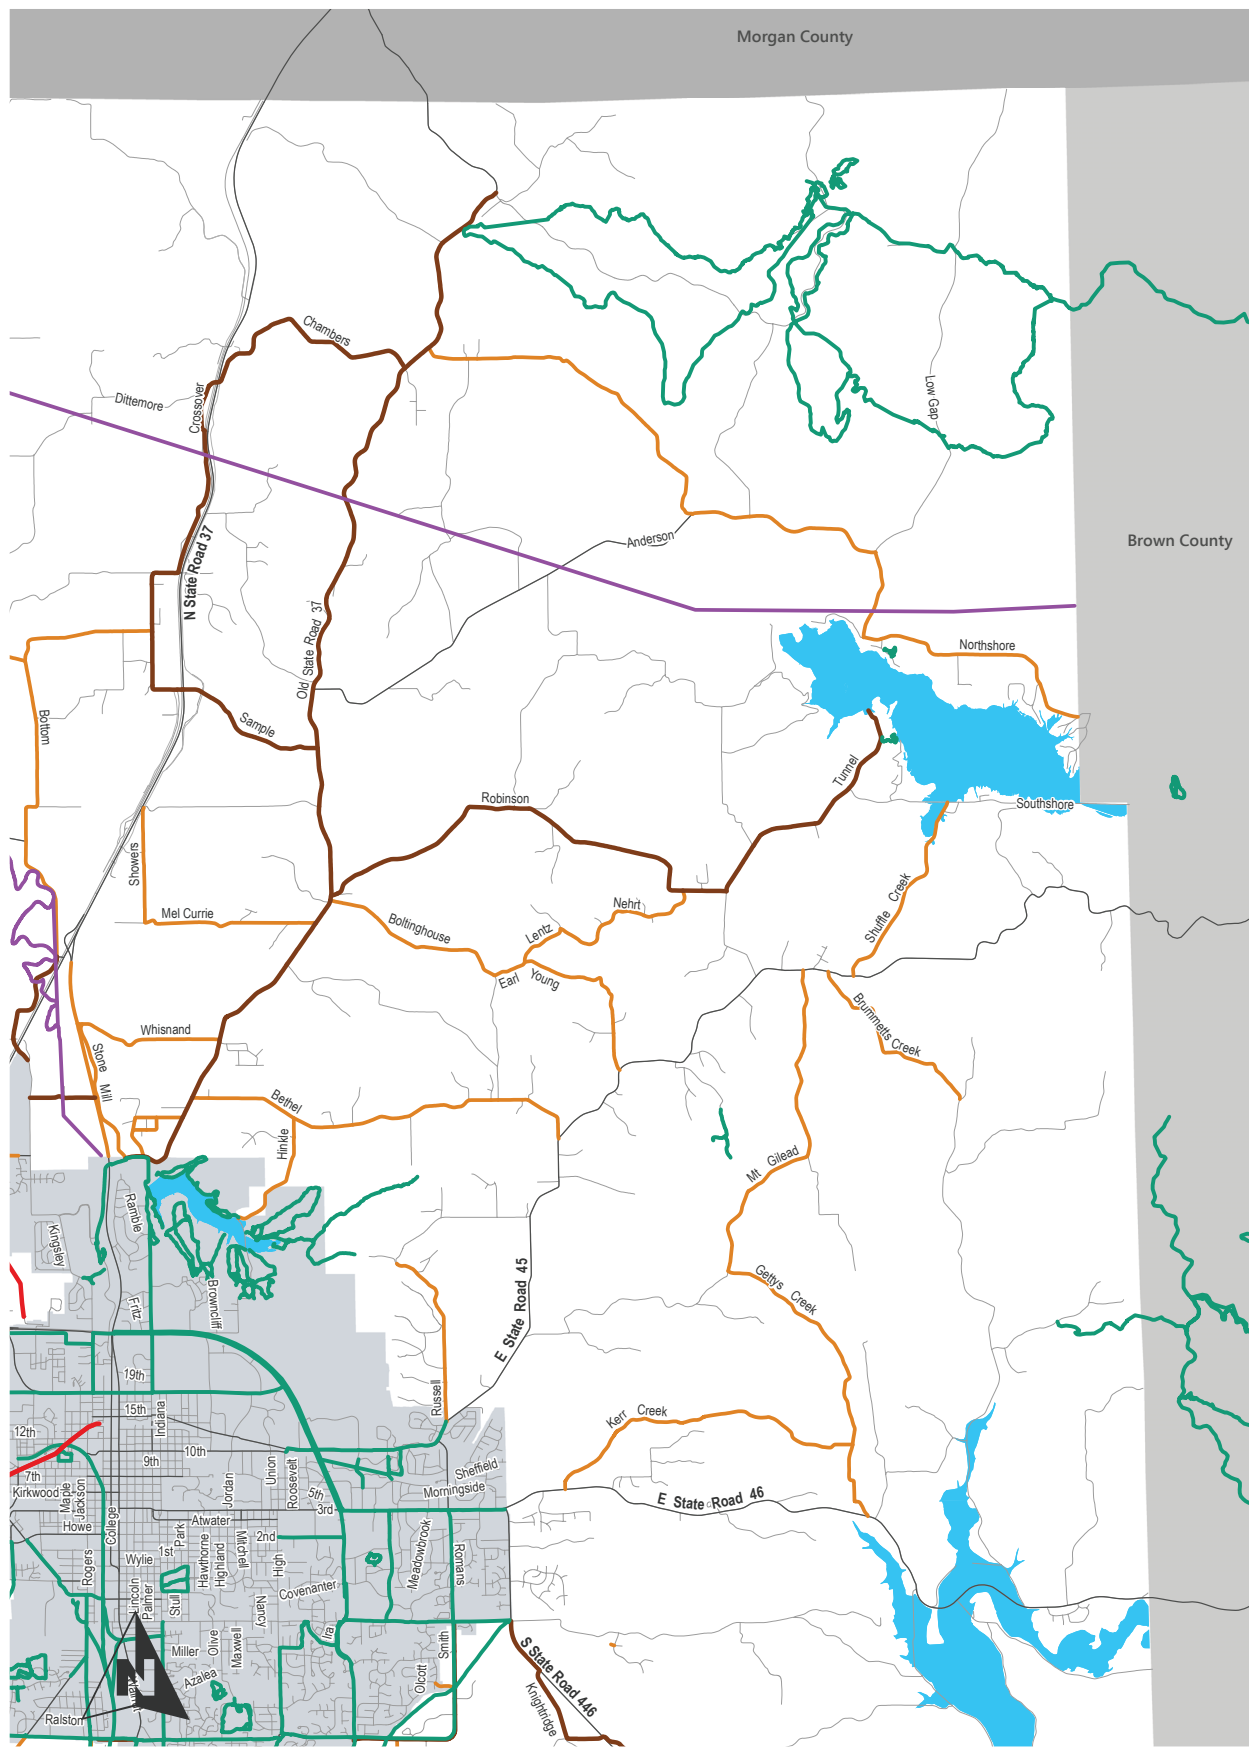 Morgan County
Chambers
Crossover
Dittemore
Low Gap
Anderson
Brown County
N State Road 37
Old State Road 37
Northshore
Bottom
Sample
Tunnel
Robinson
Southshore
Showers
Mel Currie
Boltinghouse
Lentz
Nehrt
Shuffle Creek
Earl Young
Whisnand
Stone Mill
Brummetts Creek
Bethel
Hinkle
Mt Gilead
Ramble
Kingsley
Fritz
Browncliff
E State Road 45
Gettys Creek
19th
15th
Indiana
Russell
Kerr Creek
12th
10th
9th
7th
Kirkwood
Maple
Jackson
Union
Roosevelt
Jordan
5th
3rd
Sheffield
Morningside
E State Road 46
Howe
College
Atwater
Park
1st
2nd
Wylie
Hawthorne
Highland
Mitchell
High
Rogers
Lincoln
Palmer
Stull
Covenanter
Nancy
Meadowbrook
Romans
Miller
Olive
Maxwell
Ira
Smith
Olcott
Azalea
Walnut
N
Ralston
S State Road 446
Knightridge